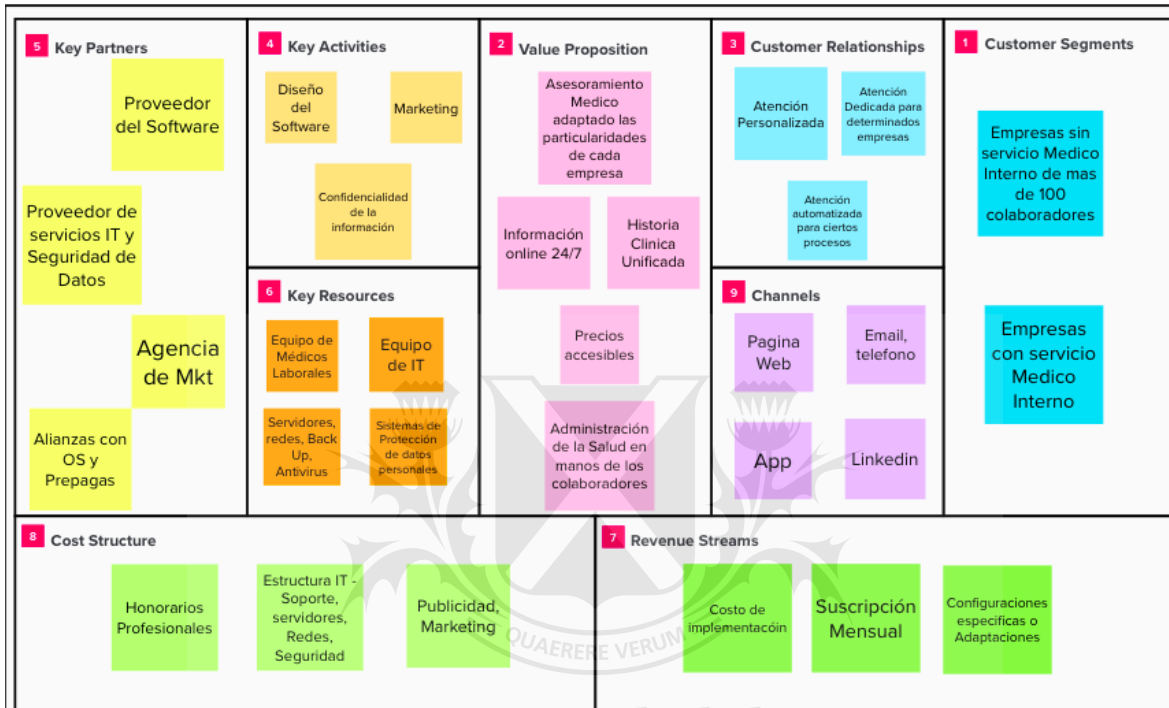 5 Key Partners
Proveedor
del Software
Proveedor de
servicios IT y
Seguridad de
Datos
Agencia
de Mkt
Alianzas con
OS y
Prepagas
4 Key Activities
Diseño
del
Software
Marketing
Confidencialidad
de la
información
6 Key Resources
Equipo de
Médicos
Laborales
Equipo
de IT
Servidores,
redes, Back
Up,
Antivirus
Sistemas de
Protección
de datos
personales
2 Value Proposition
Asesoramiento
Medico
adaptado las
particularidades
de cada
empresa
Información
online 24/7
Historia
Clinica
Unificada
Precios
accesibles
Administración
de la Salud en
manos de los
colaboradores
3 Customer Relationships
Atención
Personalizada
Atención
Dedicada para
determinados
empresas
Atención
automatizada
para ciertos
procesos
9 Channels
Pagina
Web
Email,
telefono
App
Linkedin
1 Customer Segments
Empresas sin
servicio Medico
Interno de mas
de 100
colaboradores
Empresas
con servicio
Medico
Interno
8 Cost Structure
Honorarios
Profesionales
Estructura IT -
Soporte,
servidores,
Redes,
Seguridad
Publicidad,
Marketing
7 Revenue Streams
Costo de
implementacóin
Suscripción
Mensual
Configuraciones
especificas o
Adaptaciones
QUAERERE VERUM